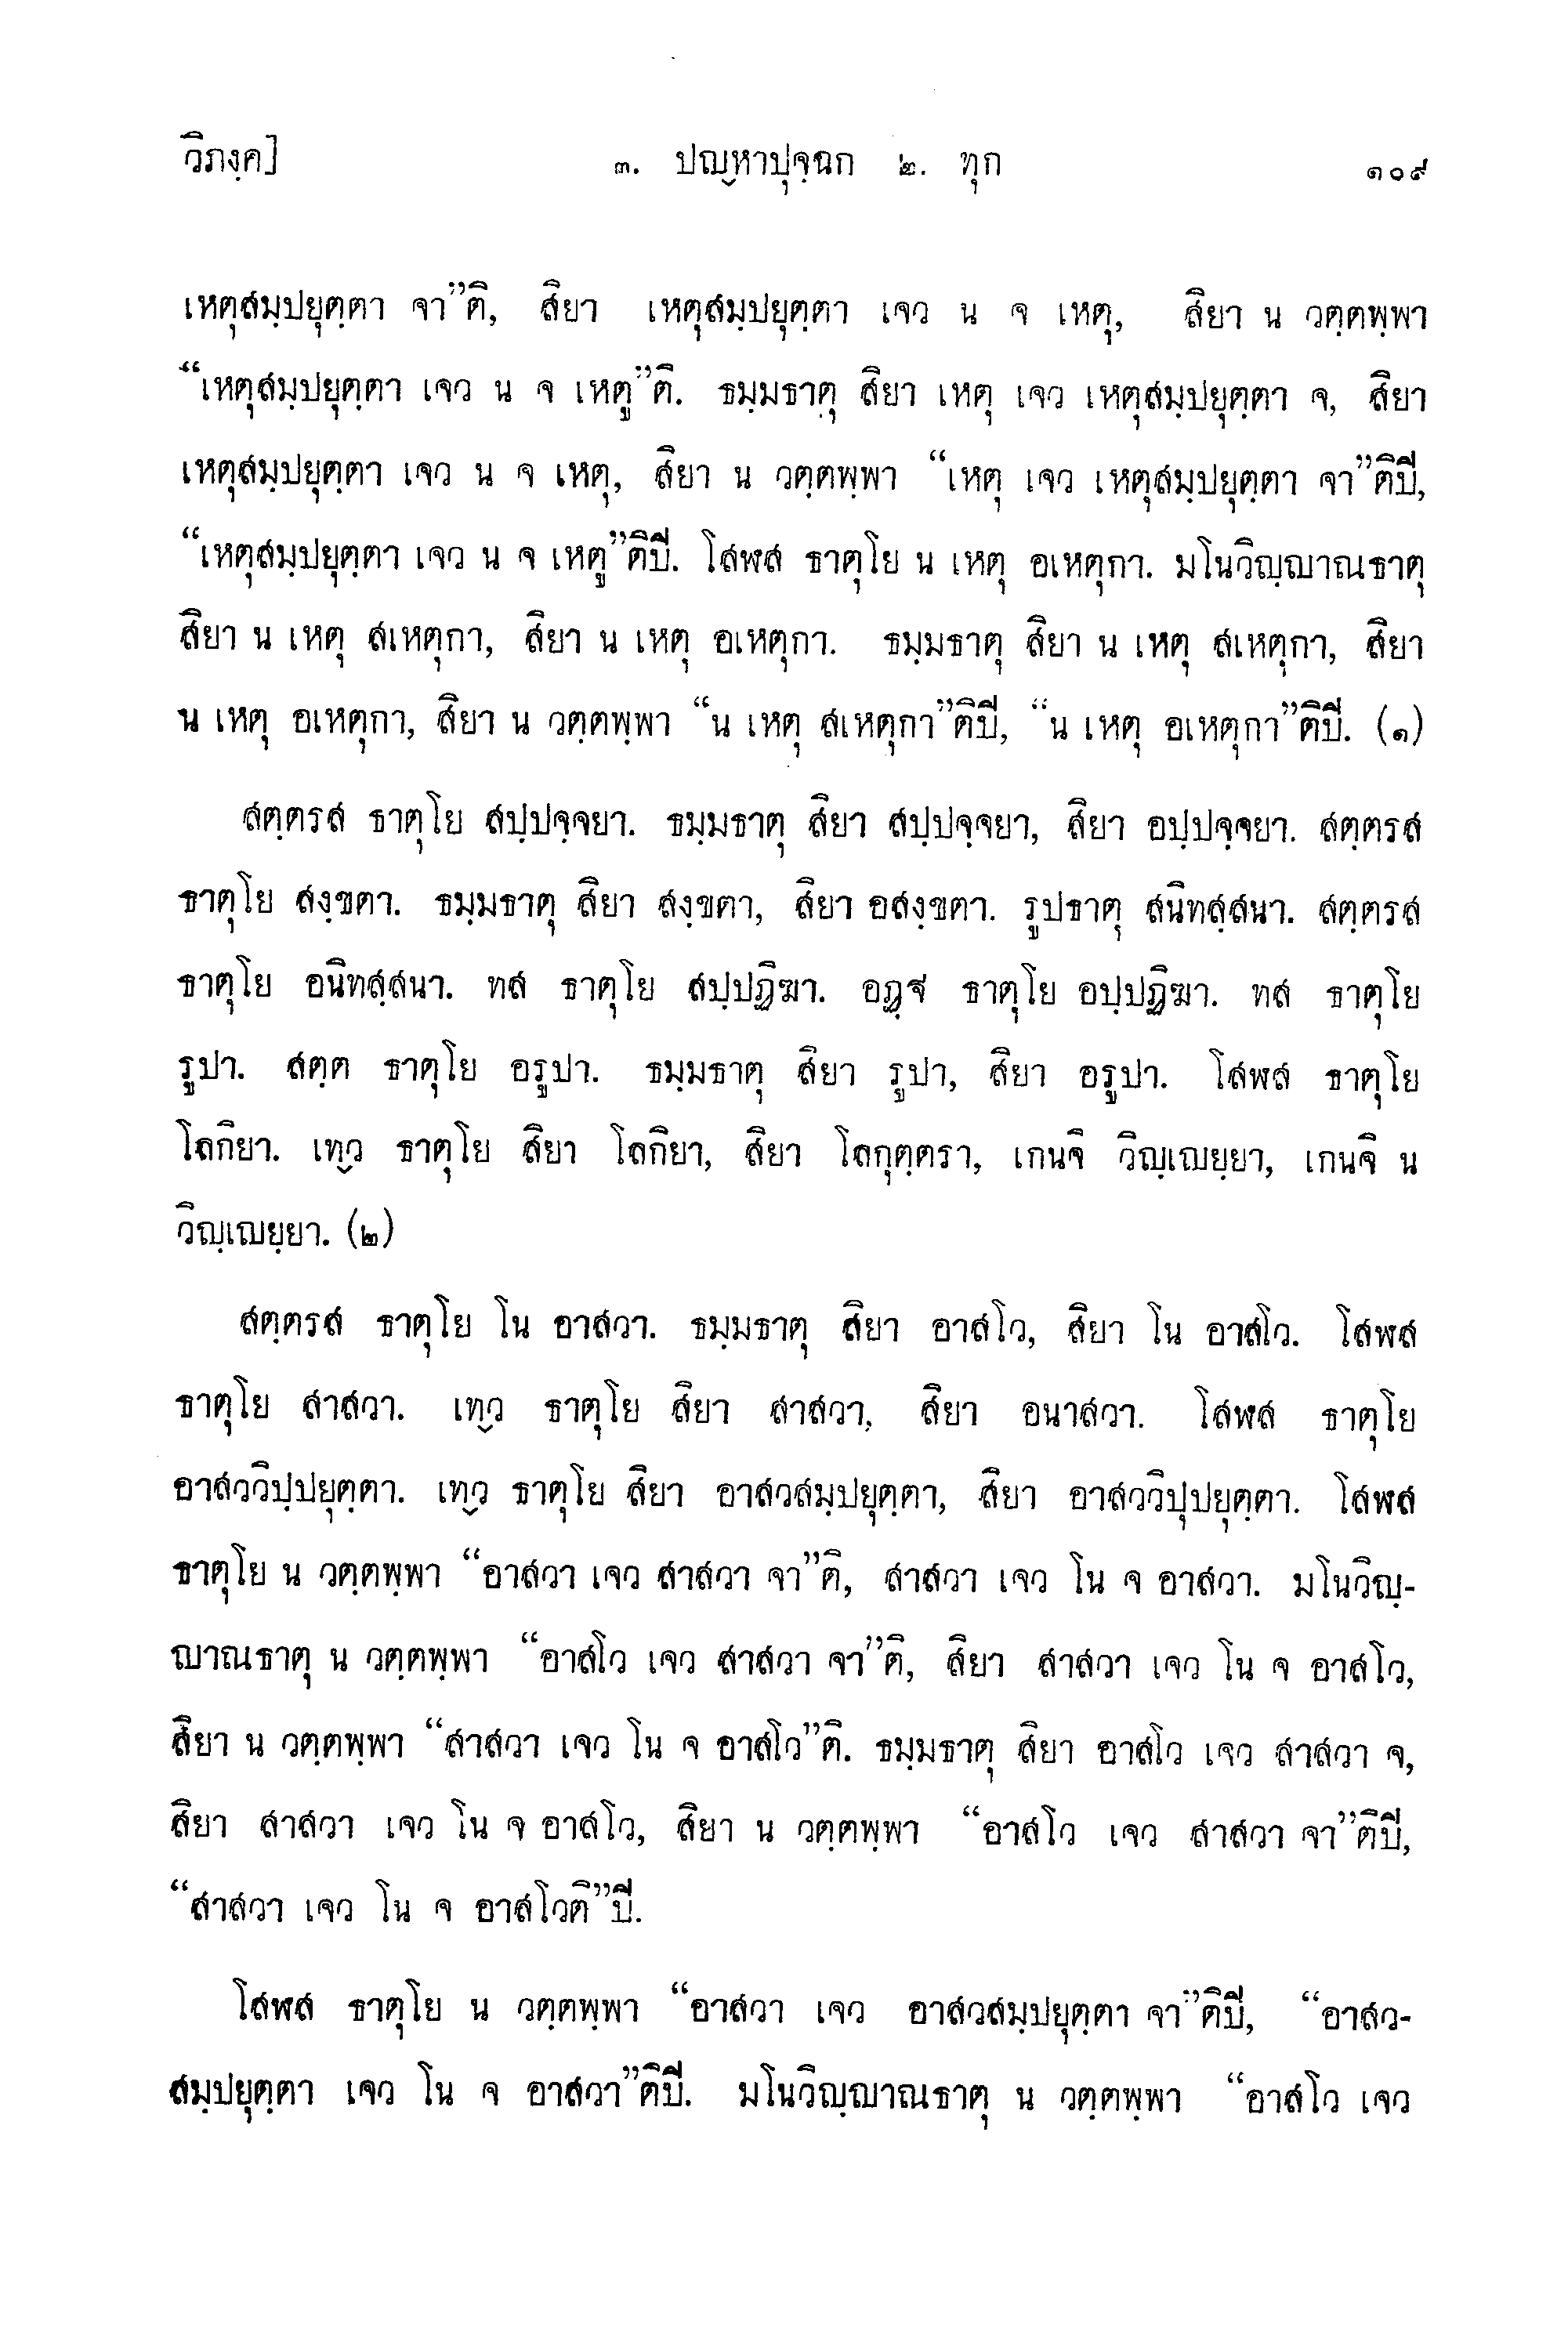 วิภงฺค]
๓. ปญฺหาปุจฺฉก ๒. ทุก
๑๐๙
เหตุสมฺปยุตฺตา จา”ติ, สิยา เหตุสมฺปยุตฺตา เจว น จ เหตุ, สิยา น วตฺตพฺพา
“เหตุสมฺปยุตฺตา เจว น จ เหตู”ติ. ธมฺมธาตุ สิยา เหตุ เจว เหตุสมฺปยุตฺตา จ, สิยา
เหตุสมฺปยุตฺตา เจว น จ เหตุ, สิยา น วตฺตพฺพา “เหตุ เจว เหตุสมฺปยุตฺตา จา”ติปี,
“เหตุสมฺปยุตฺตา เจว น จ เหตู”ติปี. โสฬส ธาตุโย น เหตุ อเหตุกา. มโนวิญฺญาณธาตุ
สิยา น เหตุ สเหตุกา, สิยา น เหตุ อเหตุกา. ธมฺมธาตุ สิยา น เหตุ สเหตุกา, สิยา
น เหตุ อเหตุกา, สิยา น วตฺตพฺพา “น เหตุ สเหตุกา”ติปี, “น เหตุ อเหตุกา”ติปี. (๑)
สตฺตรส ธาตุโย สปฺปจฺจยา. ธมฺมธาตุ สิยา สปฺปจฺจยา, สิยา อปฺปจฺจยา. สตฺตรส
ธาตุโย สงฺขตา. ธมฺมธาตุ สิยา สงฺขตา, สิยา อสงฺขตา. รูปธาตุ สนิทสฺสนา. สตฺตรส
ธาตุโย อนิทสฺสนา. ทส ธาตุโย สปฺปฏิฆา. อฏฺฐ ธาตุโย อปฺปฏิฆา. ทส ธาตุโย
รูปา. สตฺต ธาตุโย อรูปา. ธมฺมธาตุ สิยา รูปา, สิยา อรูปา. โสฬส ธาตุโย
โลกิยา. เทฺว ธาตุโย สิยา โลกิยา, สิยา โลกุตฺตรา, เกนจิ วิญฺเญยฺยา, เกนจิ น
วิญฺเญยฺยา. (๒)
สตฺตรส ธาตุโย โน อาสวา. ธมฺมธาตุ สิยา อาสโว, สิยา โน อาสโว. โสฬส
ธาตุโย สาสวา. เทฺว ธาตุโย สิยา สาสวา, สิยา อนาสวา. โสฬส ธาตุโย
อาสววิปฺปยุตฺตา. เทฺว ธาตุโย สิยา อาสวสมฺปยุตฺตา, สิยา อาสววิปุปยุตฺตา. โสฬส
ธาตุโย น วตฺตพฺพา “อาสวา เจว สาสวา จา”ติ, สาสวา เจว โน จ อาสวา. มโนวิญฺ-
ญาณธาตุ น วตฺตพฺพา “อาสโว เจว สาสวา จา”ติ, สิยา สาสวา เจว โน จ อาสโว,
สิยา น วตฺตพฺพา “สาสวา เจว โน จ อาสโว”ติ. ธมฺมธาตุ สิยา อาสโว เจว สาสวา จ,
สิยา สาสวา เจว โน จ อาสโว, สิยา น วตฺตพฺพา “อาสโว เจว สาสวา จา”ติปี,
“สาสวา เจว โน จ อาสโวติ”ปี.
โสฬส ธาตุโย น วตฺตพฺพา “อาสวา เจว อาสวสมฺปยุตฺตา จา”ติปี, “อาสว-
สมฺปยุตฺตา เจว โน จ อาสวา”ติปี. มโนวิญฺญาณธาตุ น วตฺตพฺพา “อาสโว เจว